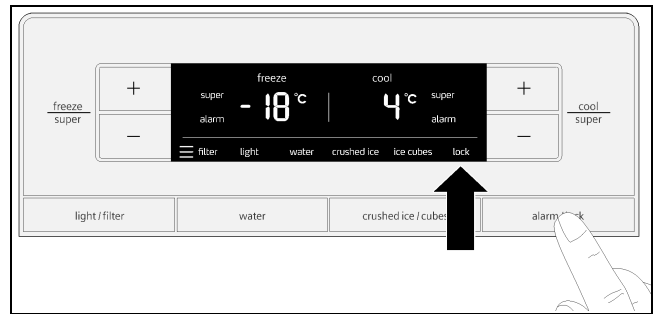 freeze cool
super super
- 18 °C 4 °C
alarm alarm
filter light water crushed ice ice cubes lock
freeze
super
+
-
+
-
cool
super
light / filter water crushed ice / cubes